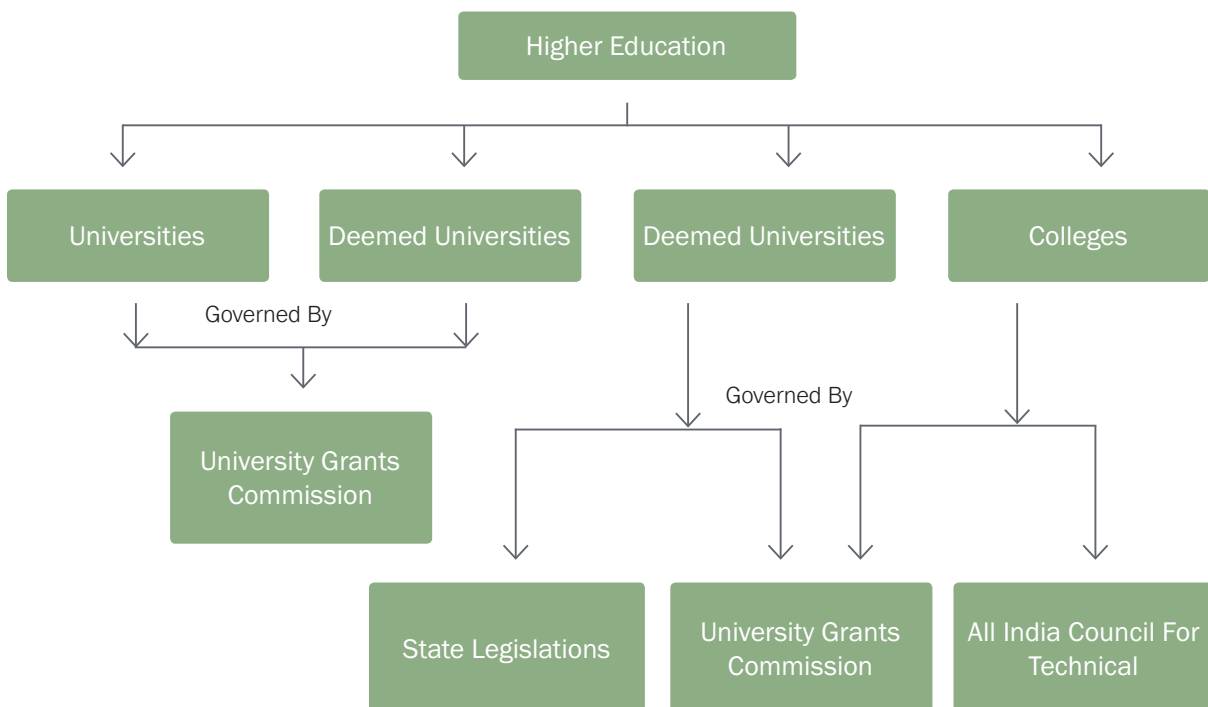 Higher Education
Universities
Deemed Universities
Deemed Universities
Colleges
Governed By
University Grants
Commission
Governed By
State Legislations
University Grants
Commission
All India Council For
Technical